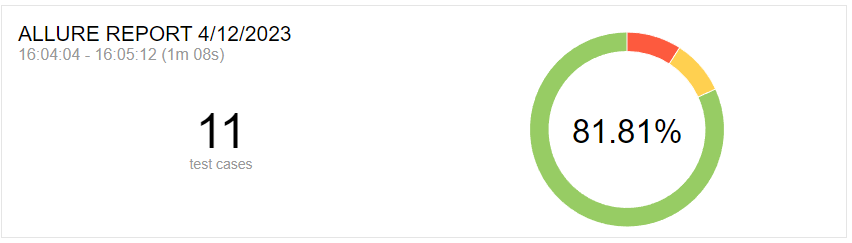 ALLURE REPORT 4/12/2023
16:04:04 - 16:05:12 (1m 08s)
11
test cases
81.81%